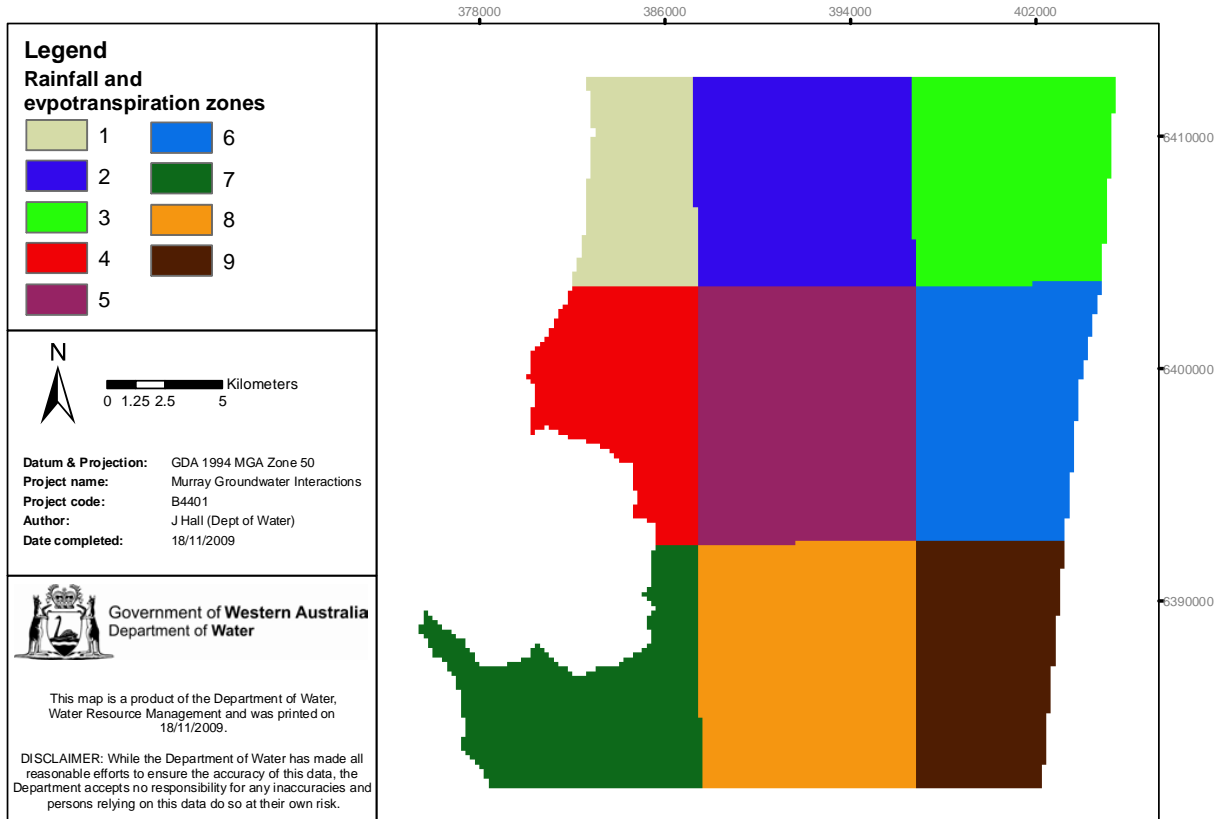 378000
386000
394000
402000
Legend
Rainfall and
evpotranspiration zones
1
2
3
4
5
6
7
8
9
N
Kilometers
0 1.25 2.5 5
Datum & Projection: GDA 1994 MGA Zone 50
Project name: Murray Groundwater Interactions
Project code: B4401
Author: J Hall (Dept of Water)
Date completed: 18/11/2009
Government of Western Australia
Department of Water
This map is a product of the Department of Water,
Water Resource Management and was printed on
18/11/2009.
DISCLAIMER: While the Department of Water has made all
reasonable efforts to ensure the accuracy of this data, the
Department accepts no responsibility for any inaccuracies and
persons relying on this data do so at their own risk.
6410000
6400000
6390000